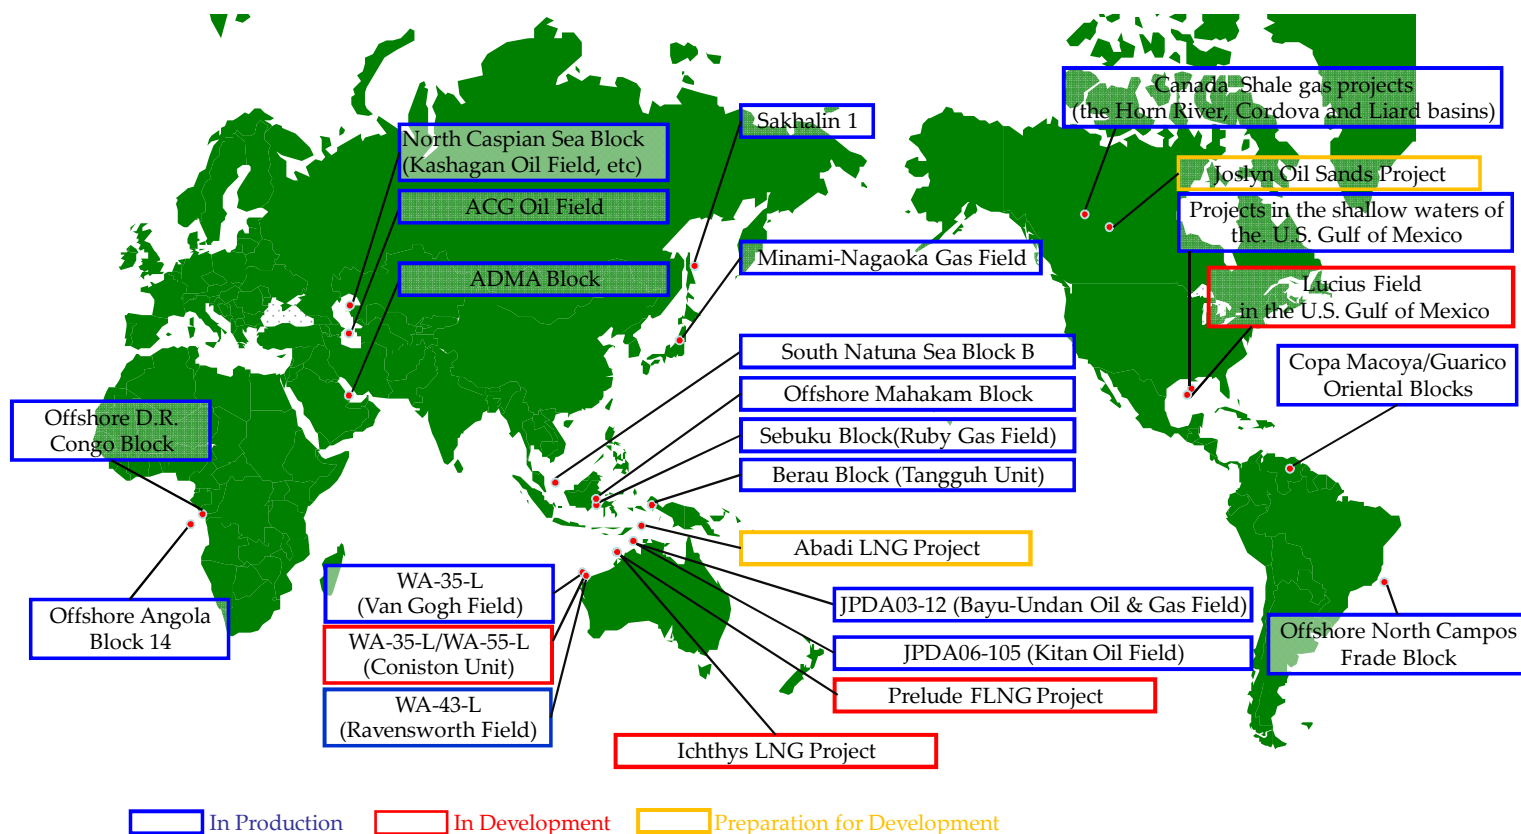 Canada  Shale gas projects
(the Horn River, Cordova and Liard basins)
Sakhalin 1
North Caspian Sea Block
(Kashagan Oil Field, etc)
Joslyn Oil Sands Project
ACG Oil Field
Projects in the shallow waters of
the. U.S. Gulf of Mexico
Minami-Nagaoka Gas Field
ADMA Block
Lucius Field
in the U.S. Gulf of Mexico
South Natuna Sea Block B
Copa Macoya/Guarico
Oriental Blocks
Offshore Mahakam Block
Offshore D.R.
Congo Block
Sebuku Block(Ruby Gas Field)
Berau Block (Tangguh Unit)
Abadi LNG Project
WA-35-L
(Van Gogh Field)
JPDA03-12 (Bayu-Undan Oil & Gas Field)
Offshore Angola
Block 14
WA-35-L/WA-55-L
(Coniston Unit)
JPDA06-105 (Kitan Oil Field)
Offshore North Campos
Frade Block
Prelude FLNG Project
WA-43-L
(Ravensworth Field)
Ichthys LNG Project
In Production
In Development
Preparation for Development